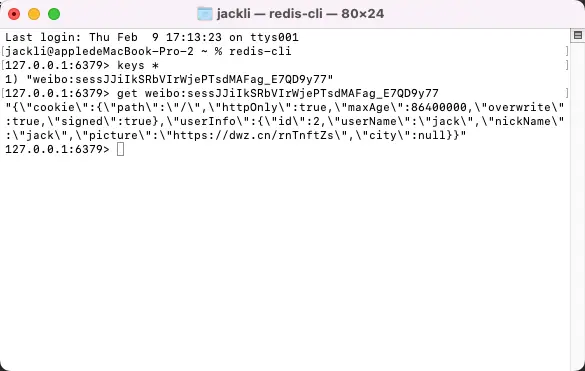 jackli — redis-cli — 80×24
Last login: Thu Feb  9 17:13:23 on ttys001
[jackli@appledeMacBook-Pro-2 ~ % redis-cli                                      ]
[127.0.0.1:6379> keys *                                                         ]
1) "weibo:sessJJiIkSRbVIrWjePTsdMAFag_E7QD9y77"
[127.0.0.1:6379> get weibo:sessJJiIkSRbVIrWjePTsdMAFag_E7QD9y77                 ]
"{\"cookie\":{\"path\":\"/\",\"httpOnly\":true,\"maxAge\":86400000,\"overwrite\"
:true,\"signed\":true},\"userInfo\":{\"id\":2,\"userName\":\"jack\",\"nickName\"
:\"jack\",\"picture\":\"https://dwz.cn/rnTnftZs\",\"city\":null}}"
127.0.0.1:6379>